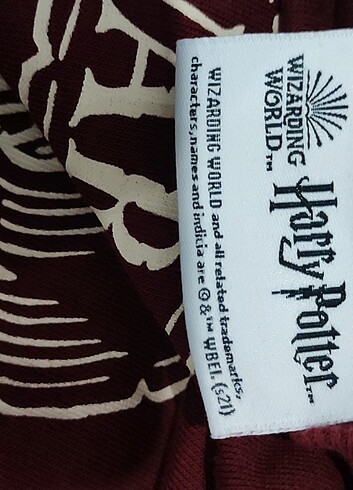 WIZARDING
WORLD™
Harry Potter™
WIZARDING WORLD and all related trademarks,
characters, names and indicia are © & ™ WBEI. (s21)